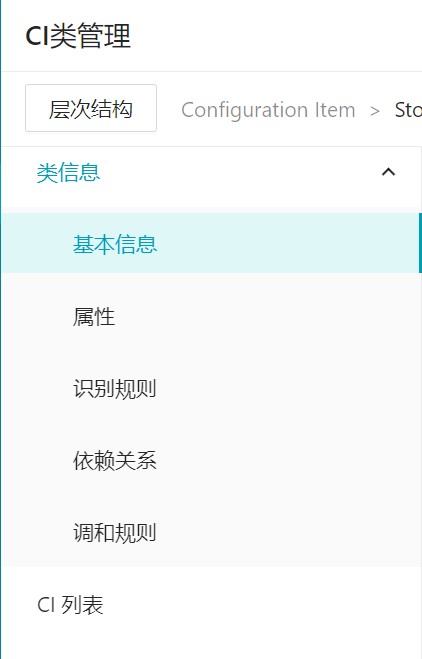 CI类管理
层次结构 Configuration Item > Sto
类信息
基本信息
属性
识别规则
依赖关系
调和规则
CI 列表